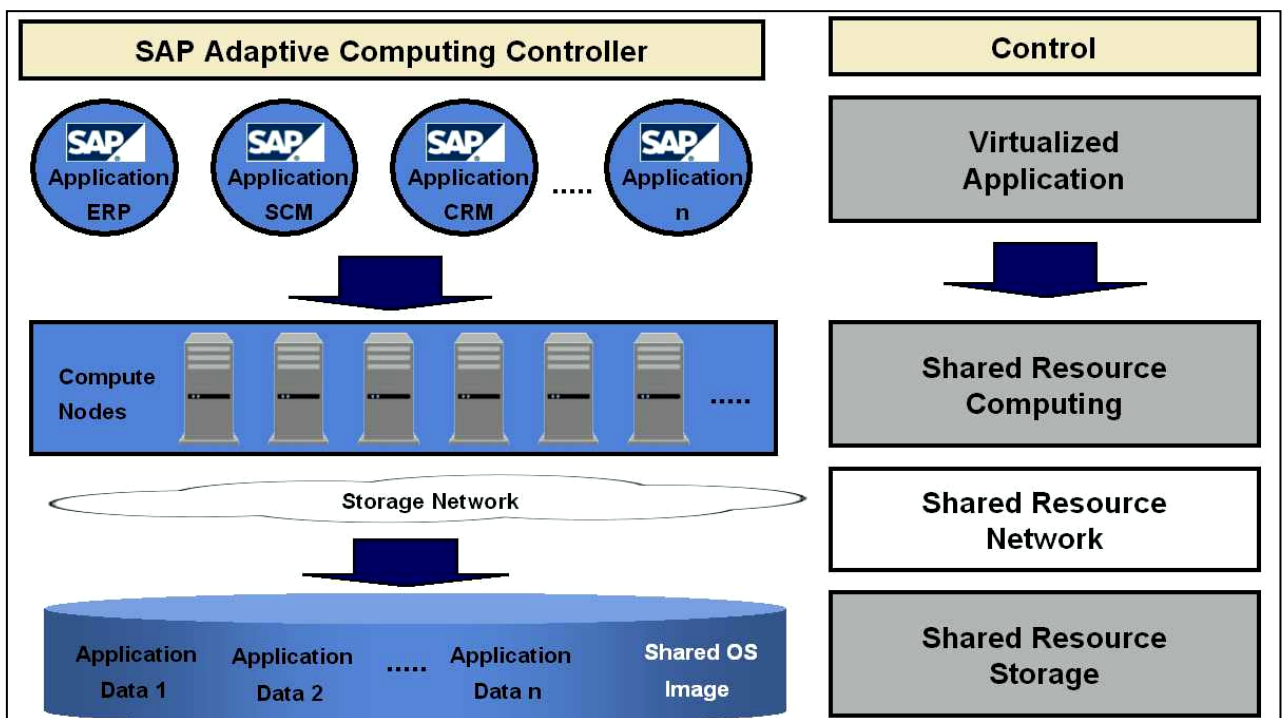 SAP Adaptive Computing Controller
Control
SAP
Application
ERP
SAP
Application
SCM
SAP
Application
CRM
.....
SAP
Application
n
Virtualized
Application
Compute
Nodes
.....
Shared Resource
Computing
Storage Network
Shared Resource
Network
Application
Data 1
Application
Data 2
.....
Application
Data n
Shared OS
Image
Shared Resource
Storage